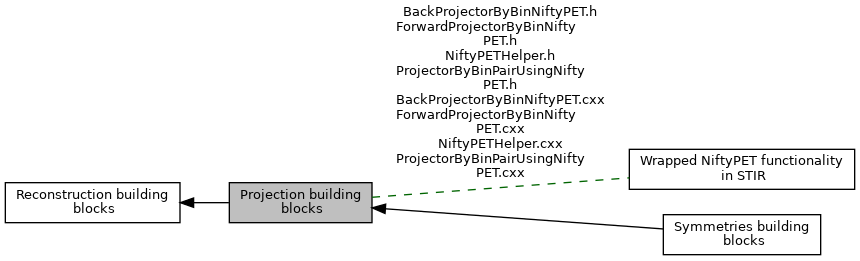 BackProjectorByBinNiftyPET.h
ForwardProjectorByBinNifty
PET.h
NiftyPETHelper.h
ProjectorByBinPairUsingNifty
PET.h
BackProjectorByBinNiftyPET.cxx
ForwardProjectorByBinNifty
PET.cxx
NiftyPETHelper.cxx
ProjectorByBinPairUsingNifty
PET.cxx
Wrapped NiftyPET functionality
in STIR
Reconstruction building
blocks
Projection building
blocks
Symmetries building
blocks